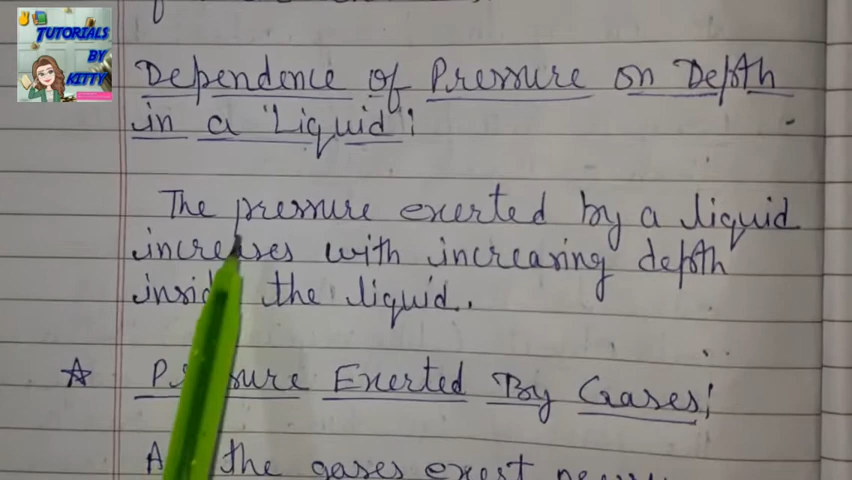 TUTORIALS
BY
KITTY
Dependence of Pressure on Depth
in a Liquid:
The pressure exerted by a liquid
increases with increasing depth
inside the liquid.
Pressure Exerted By Gases:
the gases exert